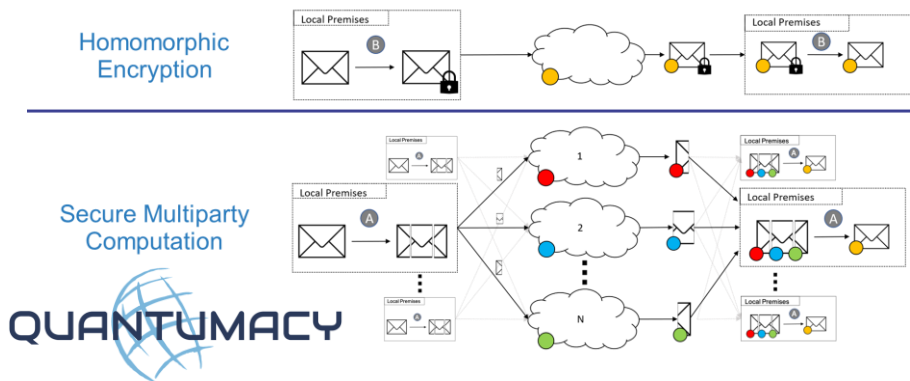 Homomorphic
Encryption
Local Premises
B
Local Premises
B
Secure Multiparty
Computation
Local Premises
A
Local Premises
A
Local Premises
A
1
2
N
Local Premises
A
Local Premises
A
Local Premises
A
QUANTUMACY